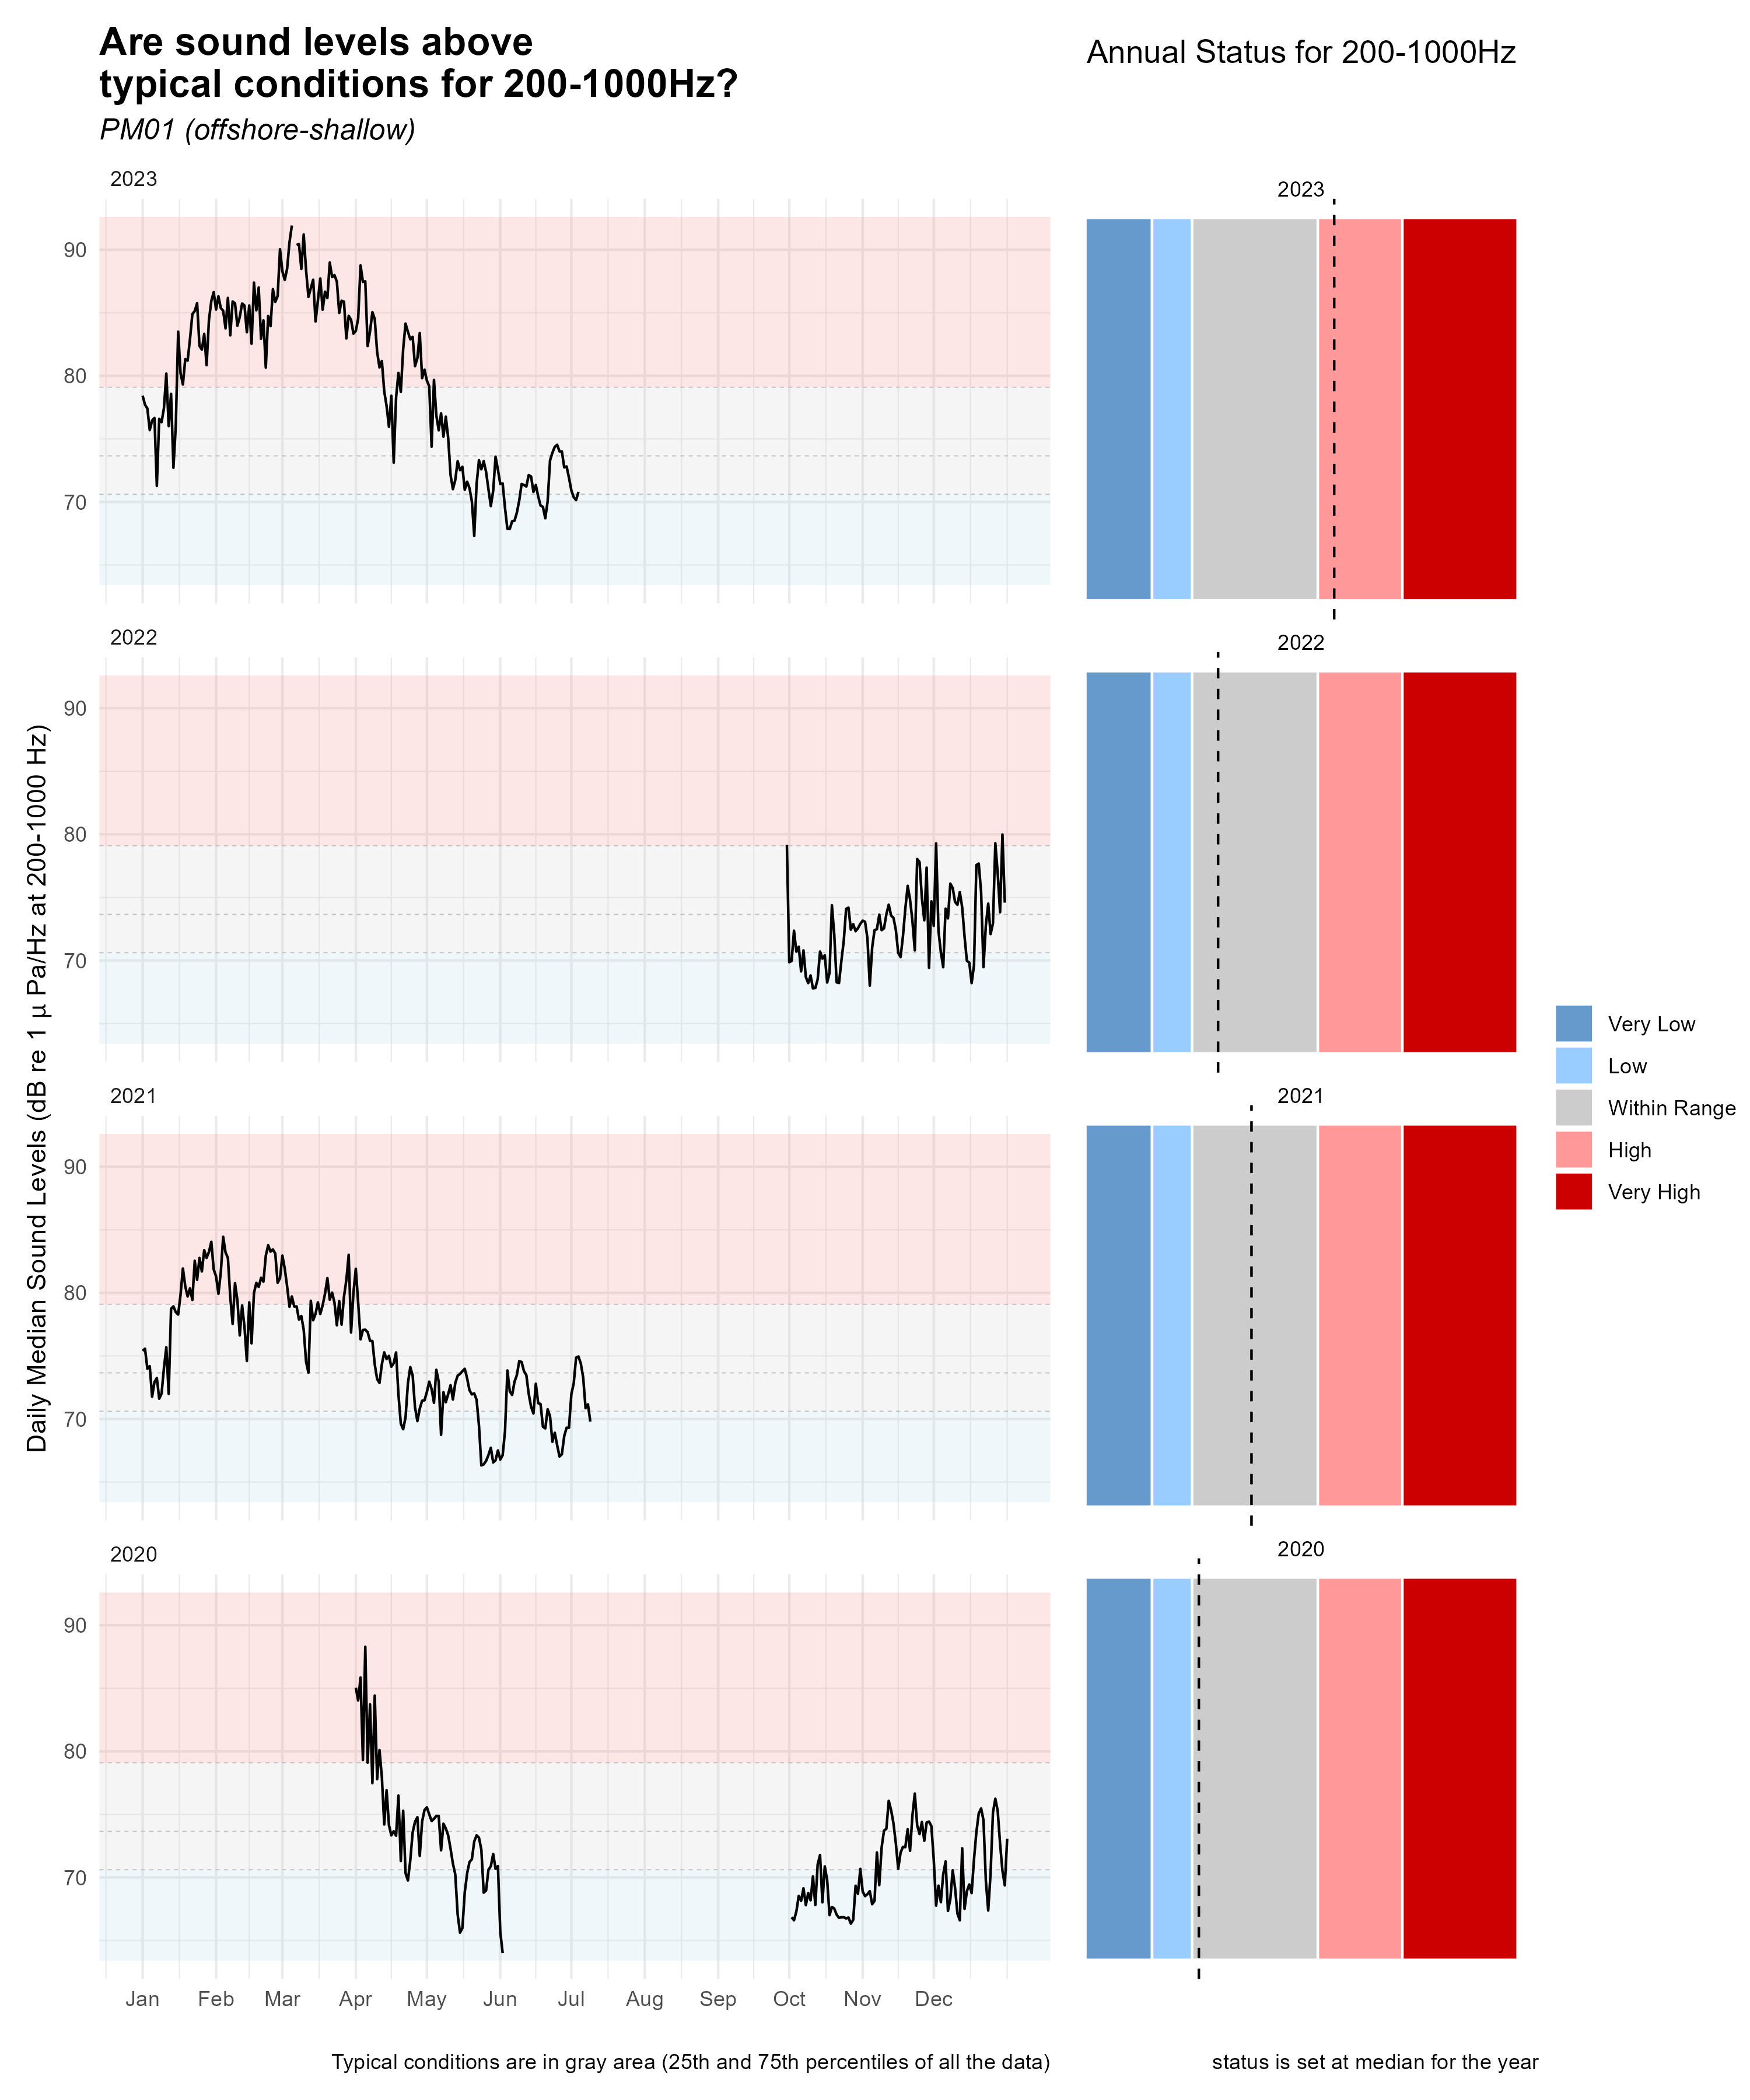 Are sound levels above
typical conditions for 200-1000Hz?
PM01 (offshore-shallow)
Annual Status for 200-1000Hz
Daily Median Sound Levels (dB re 1 μ Pa/Hz at 200-1000 Hz)
2023
90
80
70
2023
2022
90
80
70
2022
2021
90
80
70
2021
2020
90
80
70
2020
Jan Feb Mar Apr May Jun Jul Aug Sep Oct Nov Dec
Very Low
Low
Within Range
High
Very High
Typical conditions are in gray area (25th and 75th percentiles of all the data)
status is set at median for the year